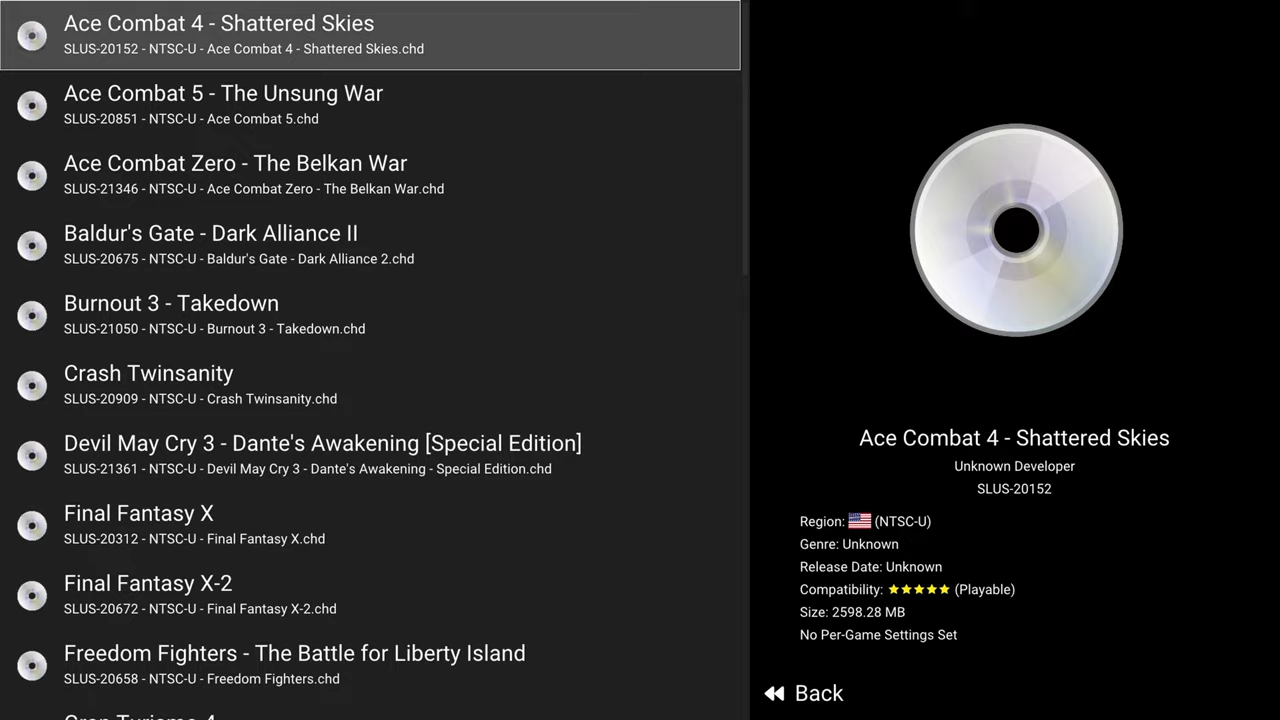 Ace Combat 4 - Shattered Skies
SLUS-20152 - NTSC-U - Ace Combat 4 - Shattered Skies.chd
Ace Combat 5 - The Unsung War
SLUS-20851 - NTSC-U - Ace Combat 5.chd
Ace Combat Zero - The Belkan War
SLUS-21346 - NTSC-U - Ace Combat Zero - The Belkan War.chd
Baldur's Gate - Dark Alliance II
SLUS-20675 - NTSC-U - Baldur's Gate - Dark Alliance 2.chd
Burnout 3 - Takedown
SLUS-21050 - NTSC-U - Burnout 3 - Takedown.chd
Crash Twinsanity
SLUS-20909 - NTSC-U - Crash Twinsanity.chd
Devil May Cry 3 - Dante's Awakening [Special Edition]
SLUS-21361 - NTSC-U - Devil May Cry 3 - Dante's Awakening - Special Edition.chd
Final Fantasy X
SLUS-20312 - NTSC-U - Final Fantasy X.chd
Final Fantasy X-2
SLUS-20672 - NTSC-U - Final Fantasy X-2.chd
Freedom Fighters - The Battle for Liberty Island
SLUS-20658 - NTSC-U - Freedom Fighters.chd
Gran Turismo 4
Ace Combat 4 - Shattered Skies
Unknown Developer
SLUS-20152
Region: (NTSC-U)
Genre: Unknown
Release Date: Unknown
Compatibility: ★★★★★ (Playable)
Size: 2598.28 MB
No Per-Game Settings Set
Back